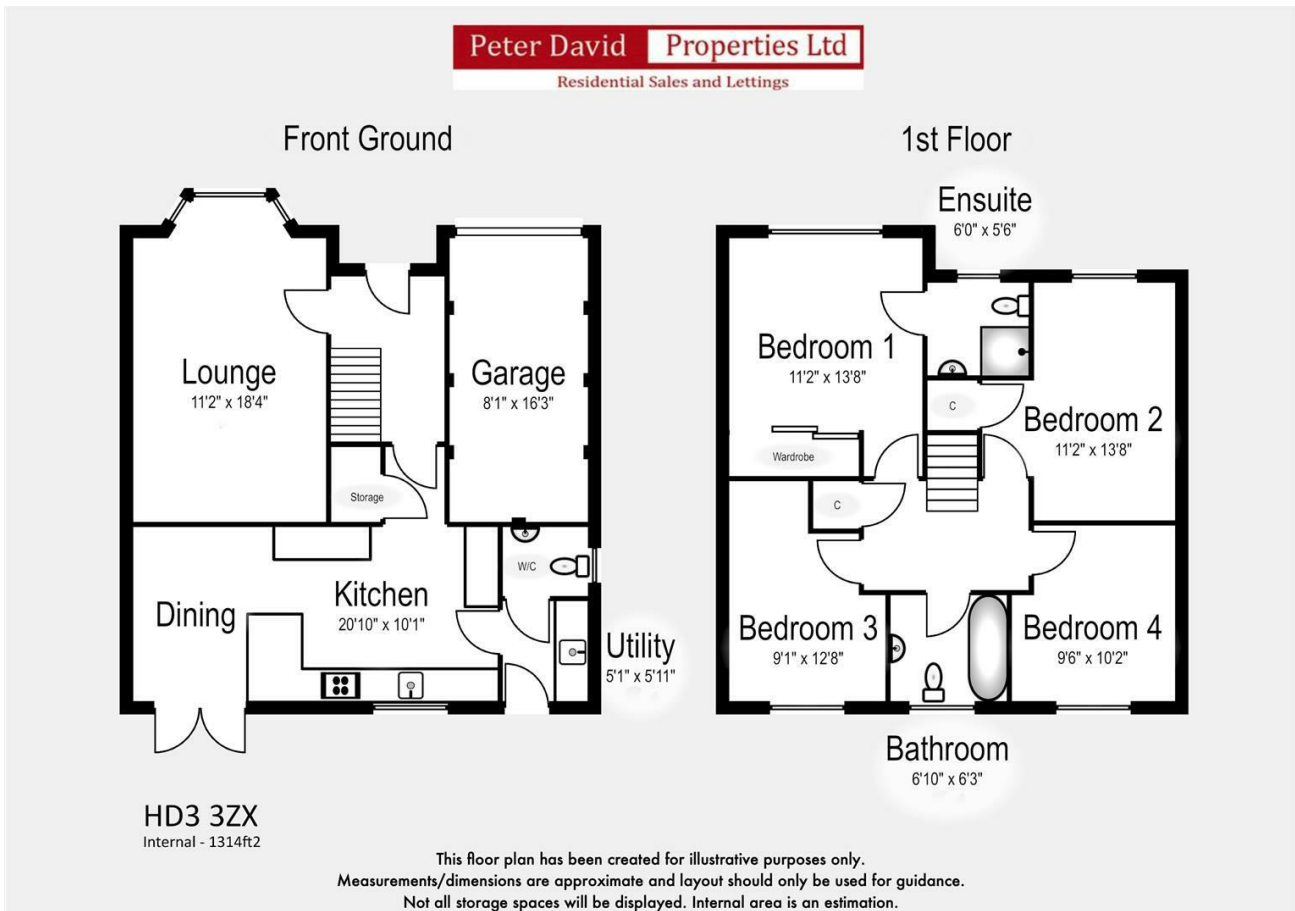 Peter David Properties Ltd
Residential Sales and Lettings
Front Ground
1st Floor
Ensuite
6'0" x 5'6"
Lounge
11'2" x 18'4"
Garage
8'1" x 16'3"
Storage
W/C
Dining
Kitchen
20'10" x 10'1"
Utility
5'1" x 5'11"
Bedroom 1
11'2" x 13'8"
Wardrobe
C
Bedroom 2
11'2" x 13'8"
C
Bedroom 3
9'1" x 12'8"
Bedroom 4
9'6" x 10'2"
Bathroom
6'10" x 6'3"
HD3 3ZX
Internal - 1314ft2
This floor plan has been created for illustrative purposes only.
Measurements/dimensions are approximate and layout should only be used for guidance.
Not all storage spaces will be displayed. Internal area is an estimation.